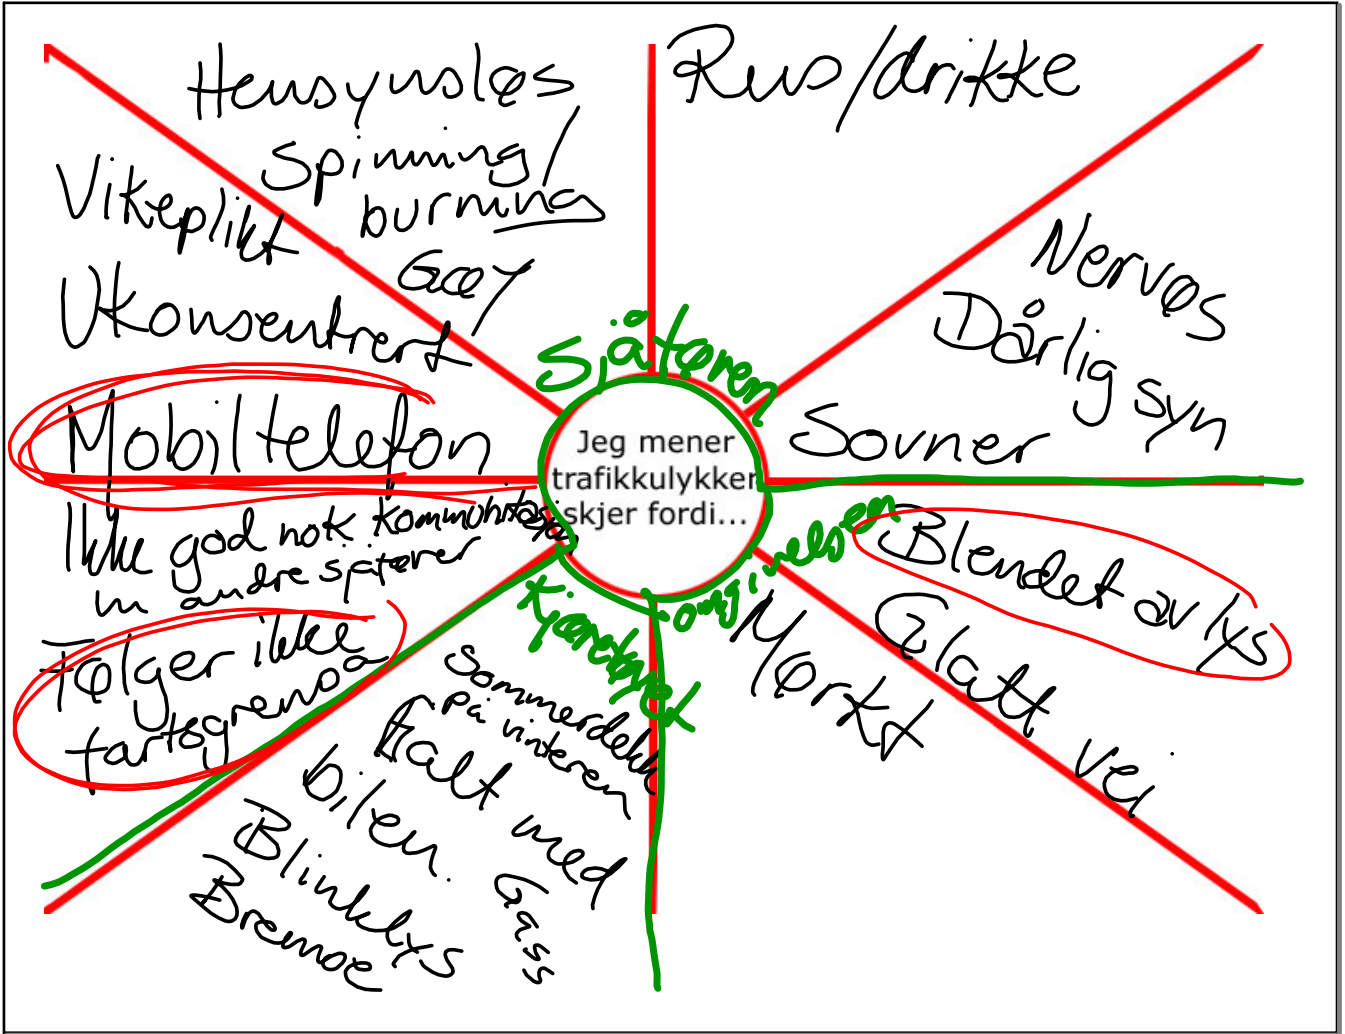 Hensynsløs
Spinning/
burning
Gøy
Rus/drikke
Vikeplikt
Ukonsentrert
Mobiltelefon
Nervøs
Dårlig syn
Sovner
Sjåføren
Jeg mener
trafikkulykker
skjer fordi...
Ikke god nok kommunikasjon
m andre sjåfører
Følger ikke
fartsgrensa
omgivelsen
Blendet av lys
Glatt vei
Mørkt
Kjøretøyet
Sommerdekk
på vinteren
Galt med
bilen.
Blinklys
Bremse
Gass